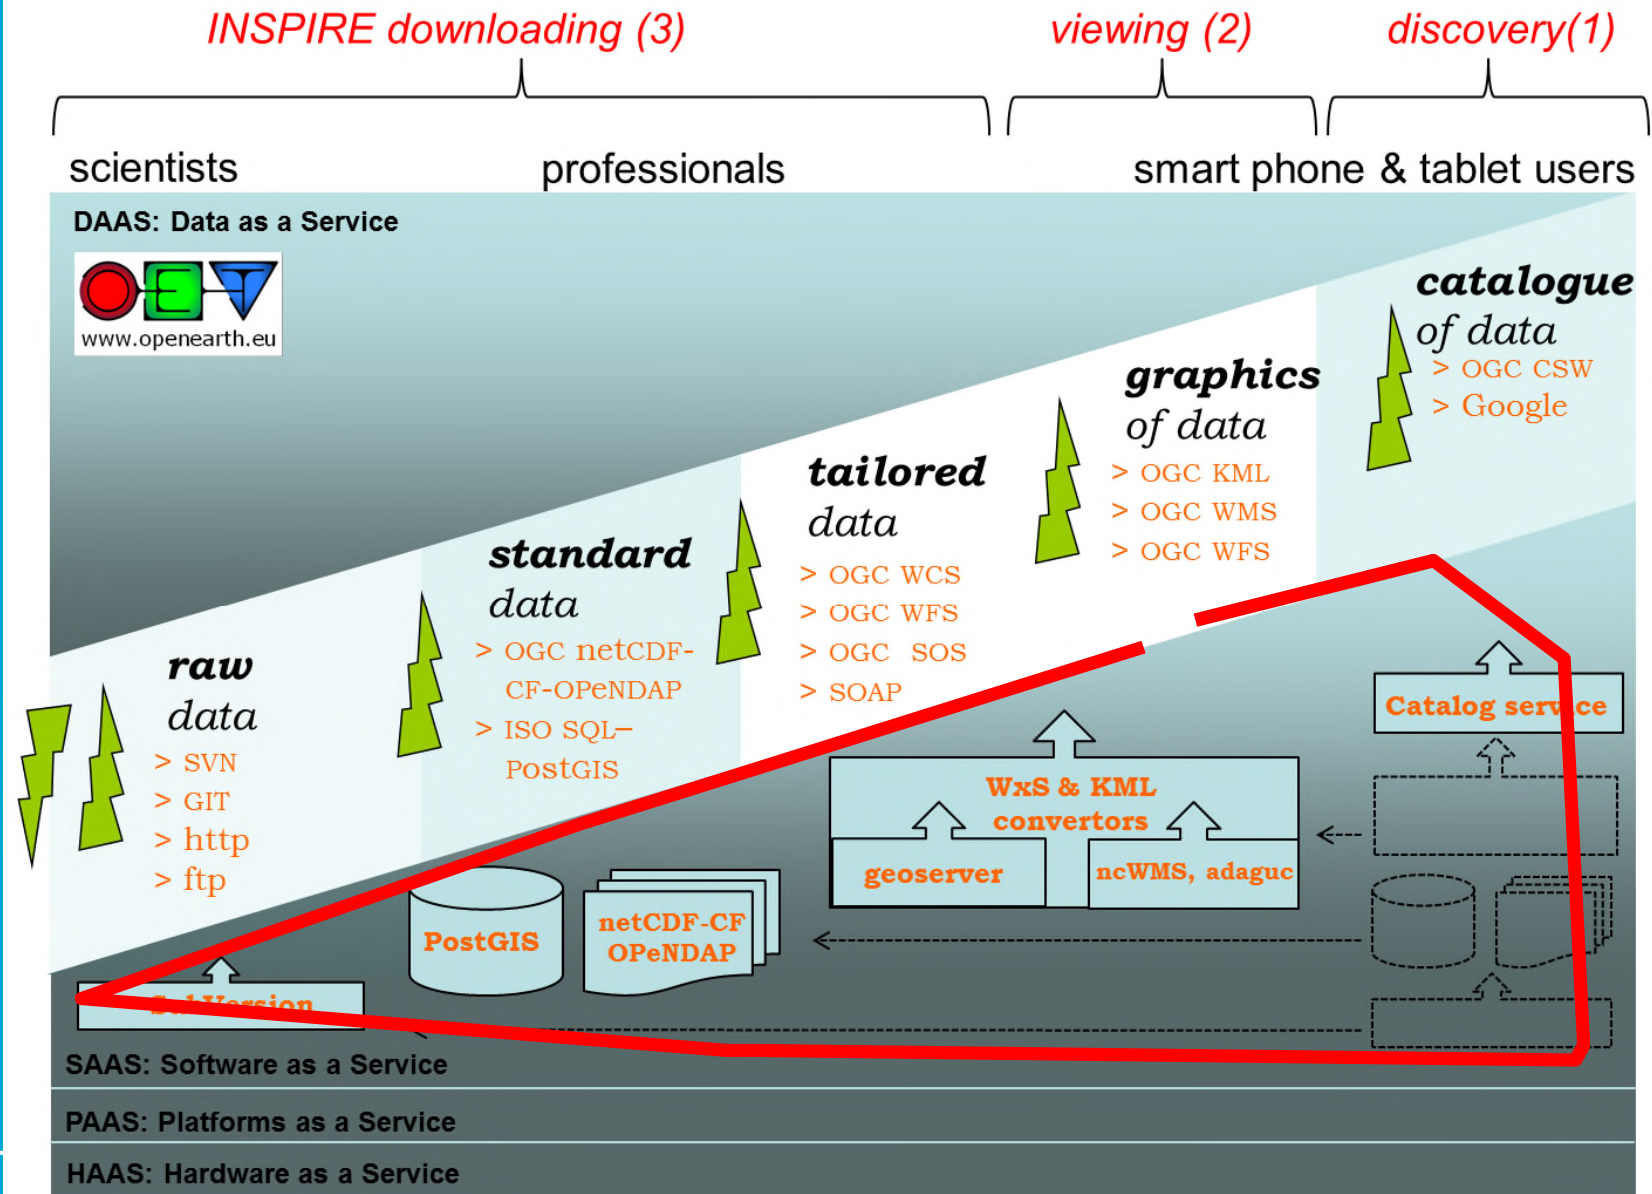 INSPIRE downloading (3)
viewing (2)
discovery(1)
scientists
professionals
smart phone & tablet users
DAAS: Data as a Service
www.openearth.eu
catalogue
of data
> OGC CSW
> Google
graphics
of data
> OGC KML
> OGC WMS
> OGC WFS
tailored
data
> OGC WCS
> OGC WFS
> OGC SOS
> SOAP
standard
data
> OGC netCDF-
CF-OPeNDAP
> ISO SQL–
PostGIS
raw
data
> SVN
> GIT
> http
> ftp
Catalog service
WxS & KML
convertors
geoserver
ncWMS, adaguc
PostGIS
netCDF-CF
OPeNDAP
SubVersion
SAAS: Software as a Service
PAAS: Platforms as a Service
HAAS: Hardware as a Service